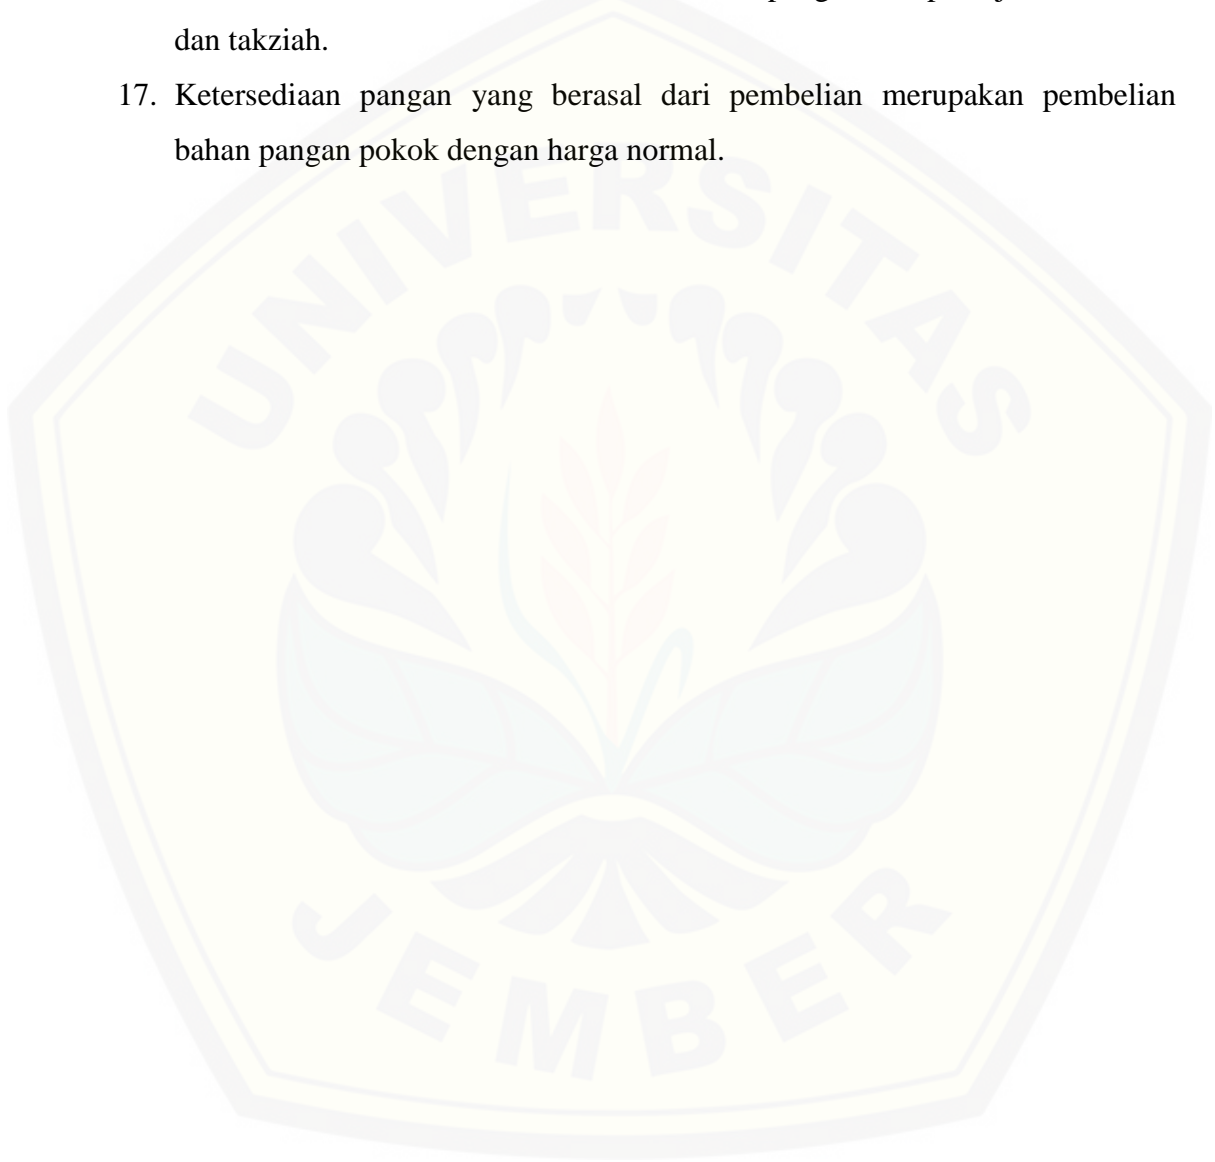 dan takziah.
17. Ketersediaan pangan yang berasal dari pembelian merupakan pembelian
bahan pangan pokok dengan harga normal.
UNIVERSITAS
JEMBER